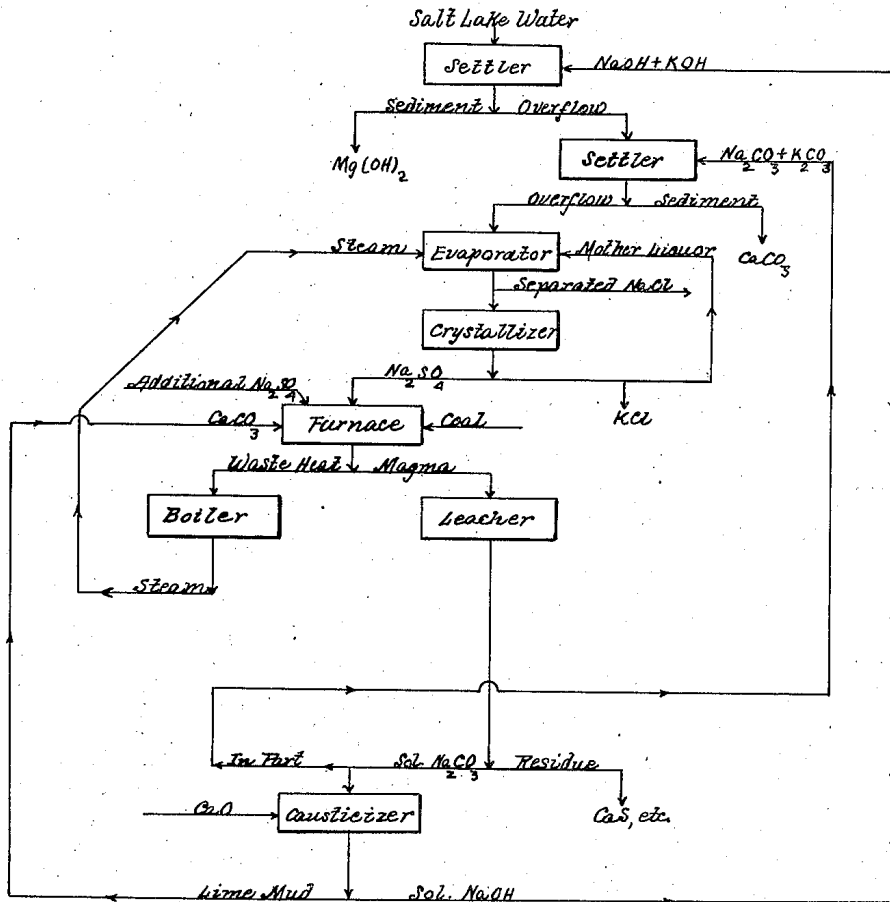 Salt Lake Water
Settler
NaOH + KOH
Sediment
Overflow
Mg(OH)2
Settler
Na2CO3 + K2CO3
Overflow
Sediment
Steam
Evaporator
Mother Liquor
CaCO3
Separated NaCl
Crystallizer
Additional Na2SO4
Na2SO4
CaCO3
Furnace
Coal
KCl
Waste Heat
Magma
Boiler
Leacher
Steam
In Part
Sol. Na2CO3
Residue
CaO
Causticizer
CaS, etc.
Lime Mud
Sol. NaOH